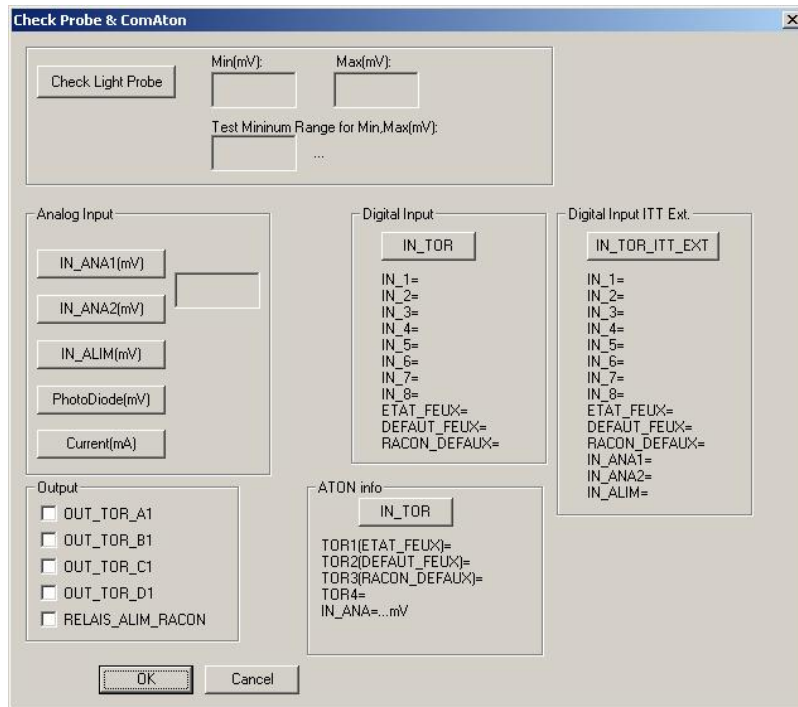 Check Probe & ComAton
Check Light Probe
Min(mV):
Max(mV):
Test Mininum Range for Min,Max(mV):
...
Analog Input
IN_ANA1(mV)
IN_ANA2(mV)
IN_ALIM(mV)
PhotoDiode(mV)
Current(mA)
Digital Input
IN_TOR
IN_1=
IN_2=
IN_3=
IN_4=
IN_5=
IN_6=
IN_7=
IN_8=
ETAT_FEUX=
DEFAUT_FEUX=
RACON_DEFAUX=
Digital Input ITT Ext.
IN_TOR_ITT_EXT
IN_1=
IN_2=
IN_3=
IN_4=
IN_5=
IN_6=
IN_7=
IN_8=
ETAT_FEUX=
DEFAUT_FEUX=
RACON_DEFAUX=
IN_ANA1=
IN_ANA2=
IN_ALIM=
Output
OUT_TOR_A1
OUT_TOR_B1
OUT_TOR_C1
OUT_TOR_D1
RELAIS_ALIM_RACON
ATON info
IN_TOR
TOR1(ETAT_FEUX)=
TOR2(DEFAUT_FEUX)=
TOR3(RACON_DEFAUX)=
TOR4=
IN_ANA=...mV
OK
Cancel